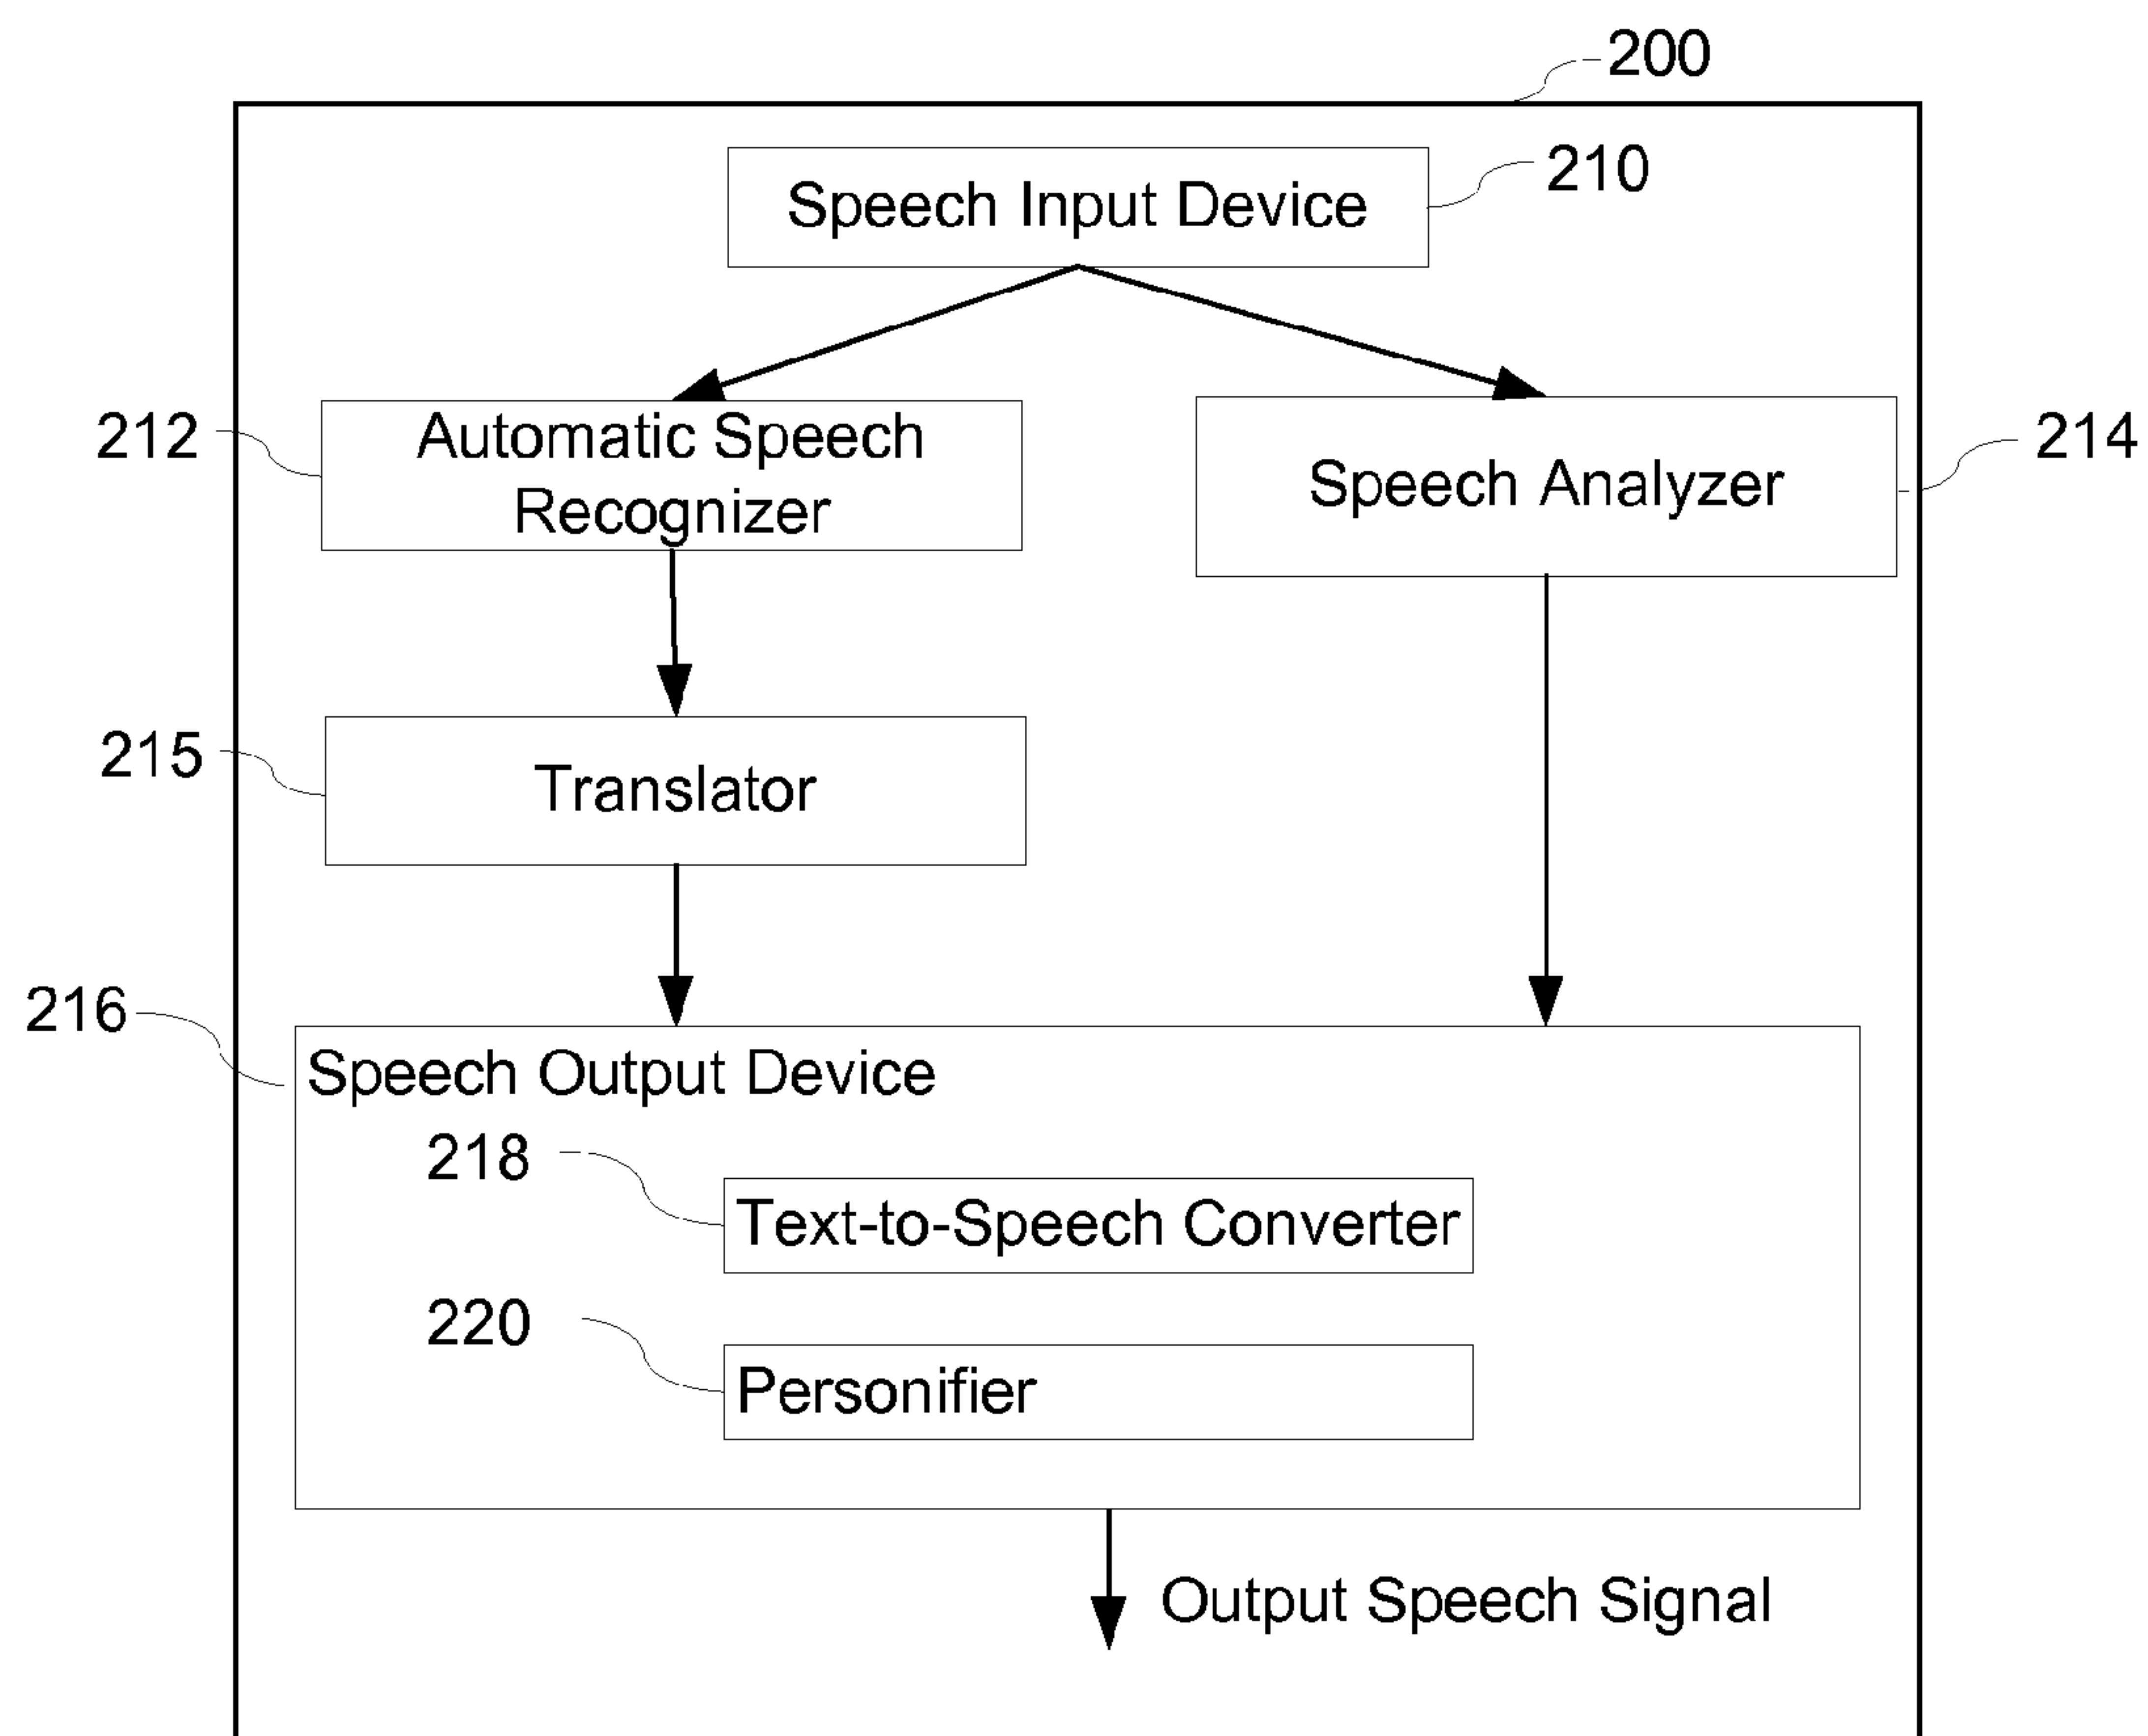 200
Speech Input Device
210
212
Automatic Speech
Recognizer
Speech Analyzer
214
215
Translator
216
Speech Output Device
218
Text-to-Speech Converter
220
Personifier
Output Speech Signal